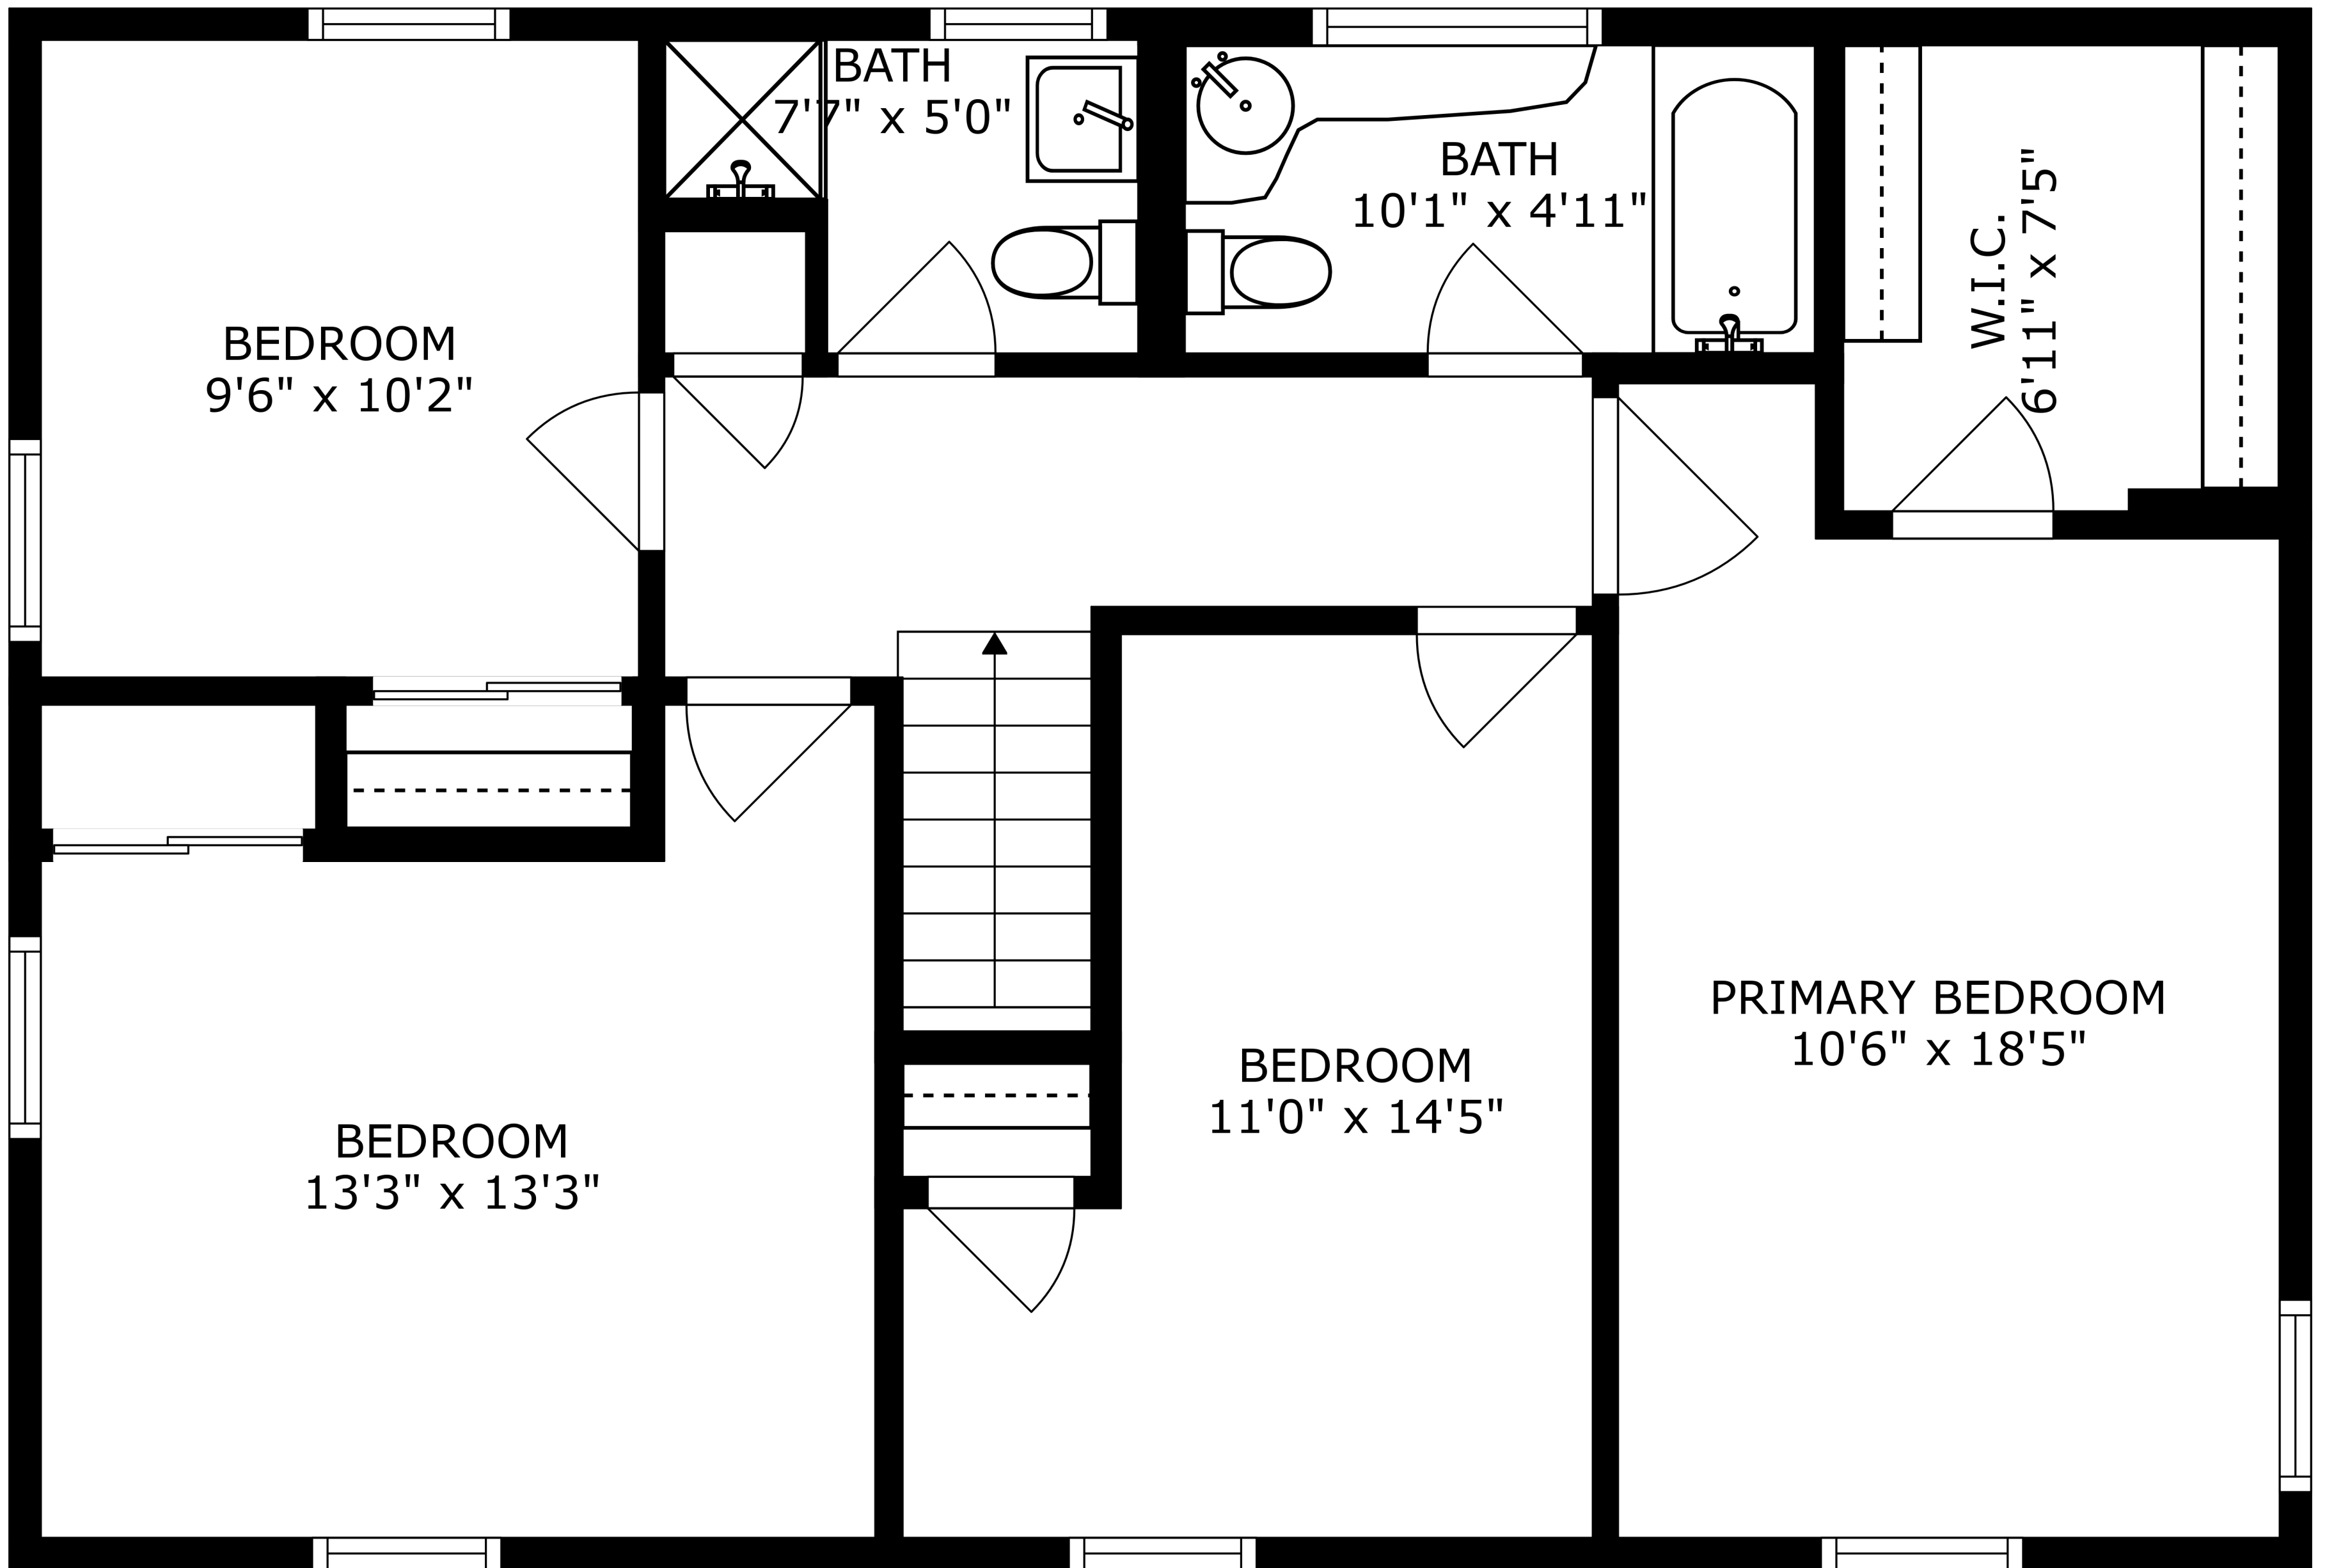 BATH
7'7" x 5'0"
BATH
10'1" x 4'11"
W.I.C.
6'11" x 7'5"
BEDROOM
9'6" x 10'2"
PRIMARY BEDROOM
10'6" x 18'5"
BEDROOM
11'0" x 14'5"
BEDROOM
13'3" x 13'3"